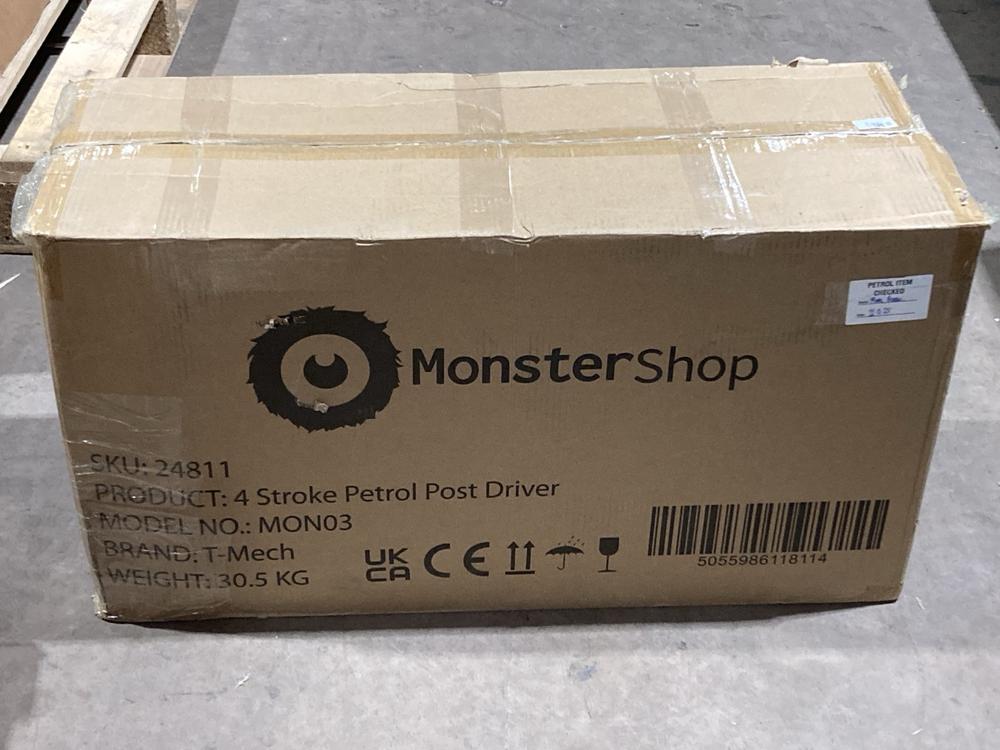 PETROL ITEM
CHECKED
MonsterShop
SKU: 24811
PRODUCT: 4 Stroke Petrol Post Driver
MODEL NO.: MON03
BRAND: T-Mech
WEIGHT: 30.5 KG
UK
CA
CE
5055986118114